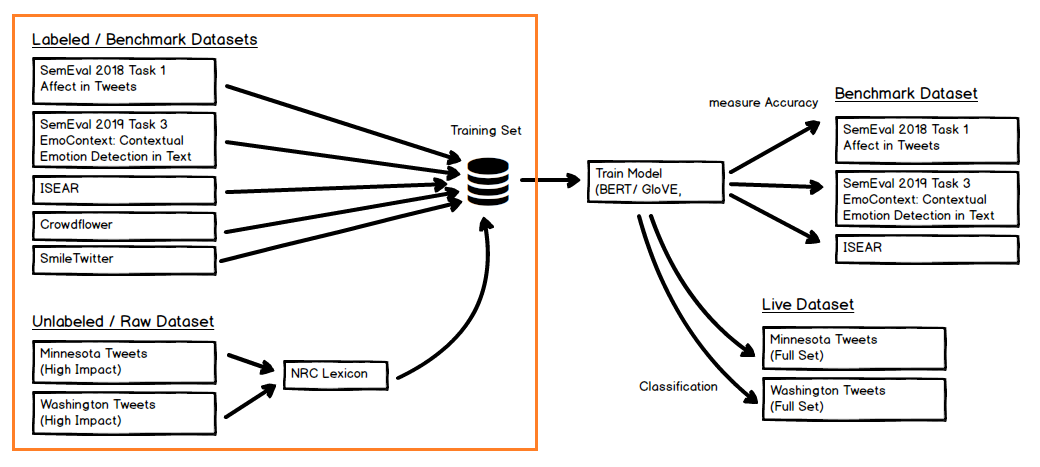 Labeled / Benchmark Datasets
SemEval 2018 Task 1
Affect in Tweets
SemEval 2019 Task 3
EmoContext: Contextual
Emotion Detection in Text
ISEAR
Crowdflower
SmileTwitter
Unlabeled / Raw Dataset
Minnesota Tweets
(High Impact)
Washington Tweets
(High Impact)
NRC Lexicon
Training Set
Train Model
(BERT/ GloVE,
measure Accuracy
Benchmark Dataset
SemEval 2018 Task 1
Affect in Tweets
SemEval 2019 Task 3
EmoContext: Contextual
Emotion Detection in Text
ISEAR
Live Dataset
Minnesota Tweets
(Full Set)
Classification
Washington Tweets
(Full Set)